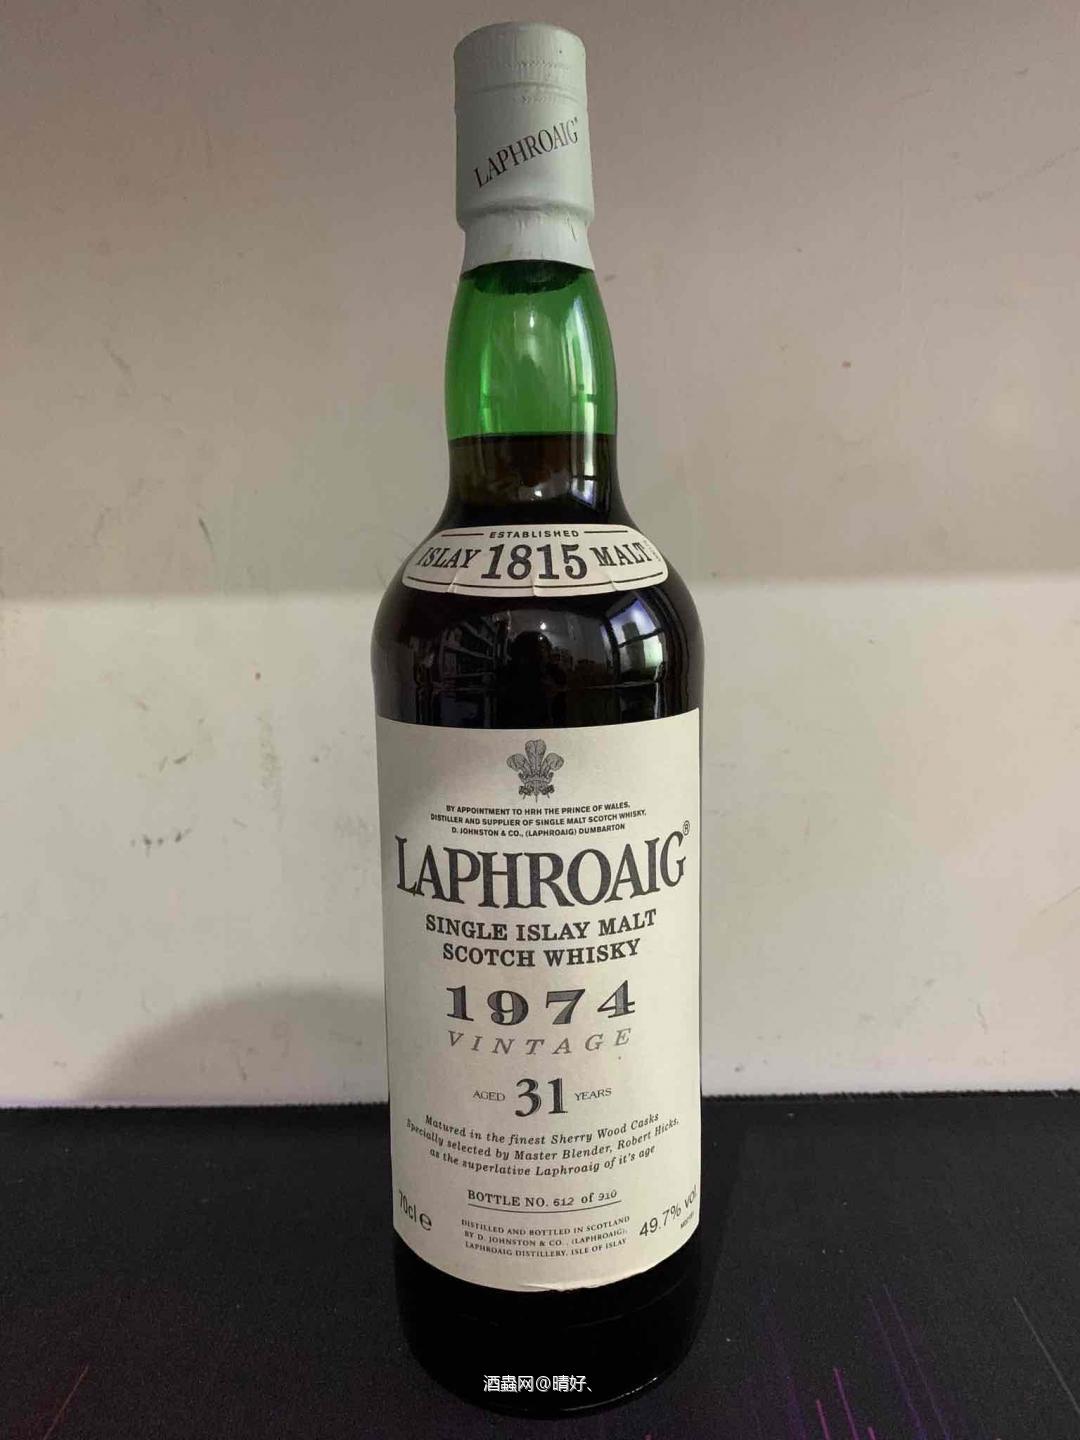 LAPHROAIG®
ESTABLISHED
ISLAY 1815 MALT
BY APPOINTMENT TO HRH THE PRINCE OF WALES,
DISTILLER AND SUPPLIER OF SINGLE MALT SCOTCH WHISKY,
D. JOHNSTON & CO., (LAPHROAIG) DUMBARTON
LAPHROAIG®
SINGLE ISLAY MALT
SCOTCH WHISKY
1974
VINTAGE
AGED 31 YEARS
Matured in the finest Sherry Wood Casks
Specially selected by Master Blender, Robert Hicks,
as the superlative Laphroaig of it's age
BOTTLE NO. 612 of 910
70cl e
DISTILLED AND BOTTLED IN SCOTLAND
BY D. JOHNSTON & CO., (LAPHROAIG),
LAPHROAIG DISTILLERY, ISLE OF ISLAY
49.7% VOL
酒蟲网@晴好、